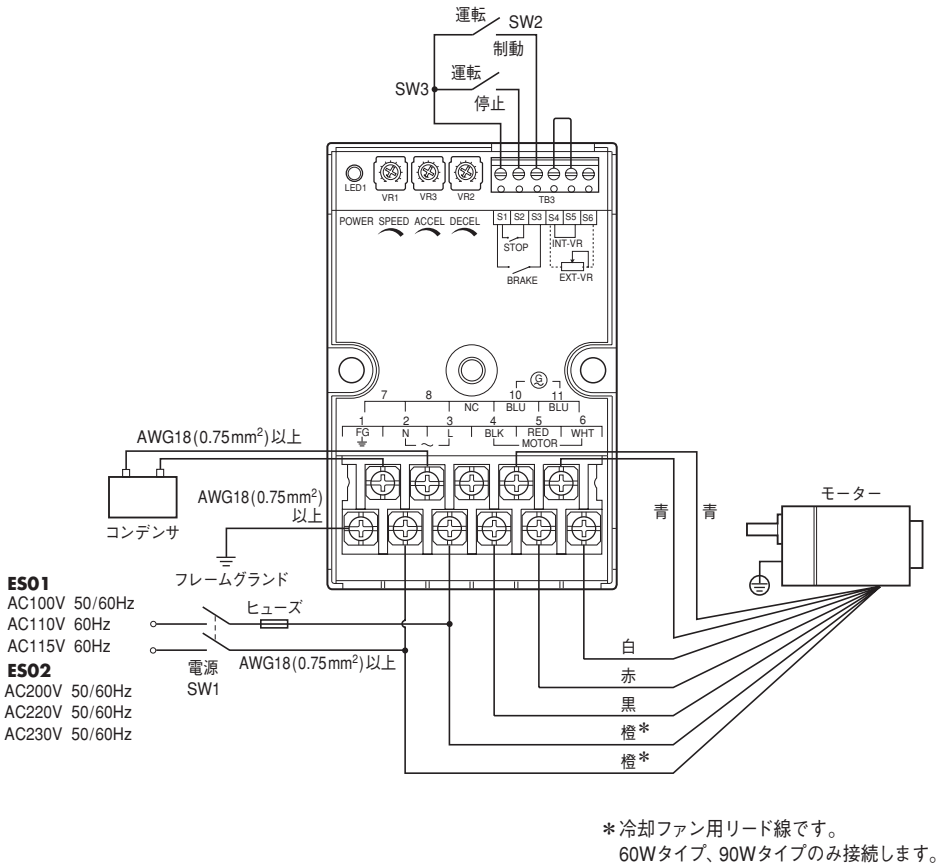 運転
SW2
制動
運転
SW3
停止
LED1
VR1
VR3
VR2
TB3
POWER SPEED ACCEL DECEL
S1 S2 S3 S4 S5 S6
STOP
INT-VR
BRAKE
EXT-VR
G
7 8 NC 10 11
BLU BLU
1 2 3 4 5 6
FG N L BLK RED WHT
~ MOTOR
AWG18(0.75mm²)以上
コンデンサ
AWG18(0.75mm²)
以上
フレームグランド
青
青
モーター
ES01
AC100V 50/60Hz
AC110V 60Hz
AC115V 60Hz
ES02
AC200V 50/60Hz
AC220V 50/60Hz
AC230V 50/60Hz
ヒューズ
電源
SW1
AWG18(0.75mm²)以上
白
赤
黒
橙*
橙*
*冷却ファン用リード線です。
60Wタイプ、90Wタイプのみ接続します。